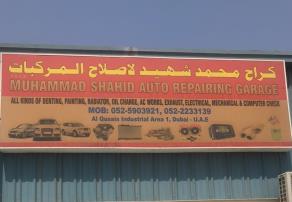 كراج محمد شهيد لاصلاح المركبات
MUHAMMAD SHAHID AUTO REPAIRING GARAGE
ALL KINDS OF DENTING, PAINTING, RADIATOR, OIL CHANGE, AC WORKS, EXHAUST, ELECTRICAL, MECHANICAL & COMPUTER CHECK
MOB: 052-5903921, 052-2233139
Al Qusais Industrial Area 1, Dubai - U.A.E